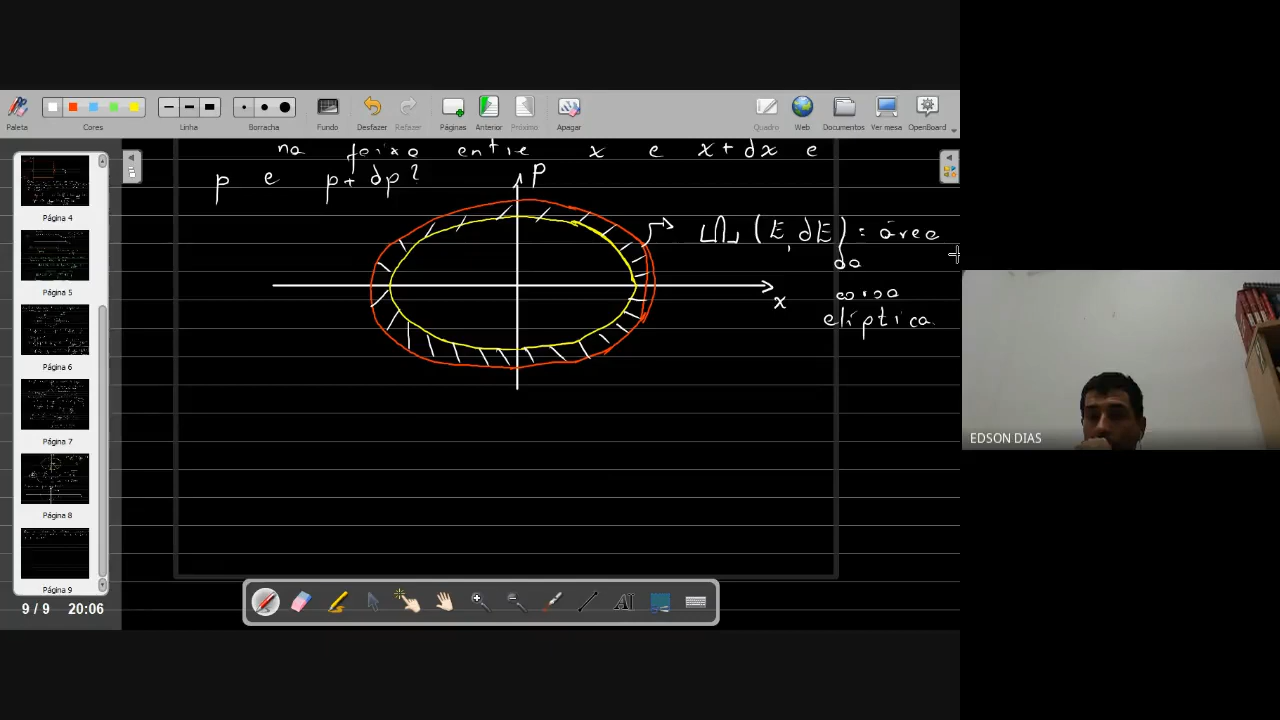 Paleta
Cores
Linha
Borracha
Fundo
Desfazer
Refazer
Páginas
Anterior
Próximo
Apagar
Quadro
Web
Documentos
Ver mesa
OpenBoard
na faixa entre x e x + dx e
p e p + dp?
P
(E, dE) = área
da
coroa
elíptica.
x
Página 4
Página 5
Página 6
Página 7
Página 8
Página 9
9 / 9 20:06
EDSON DIAS